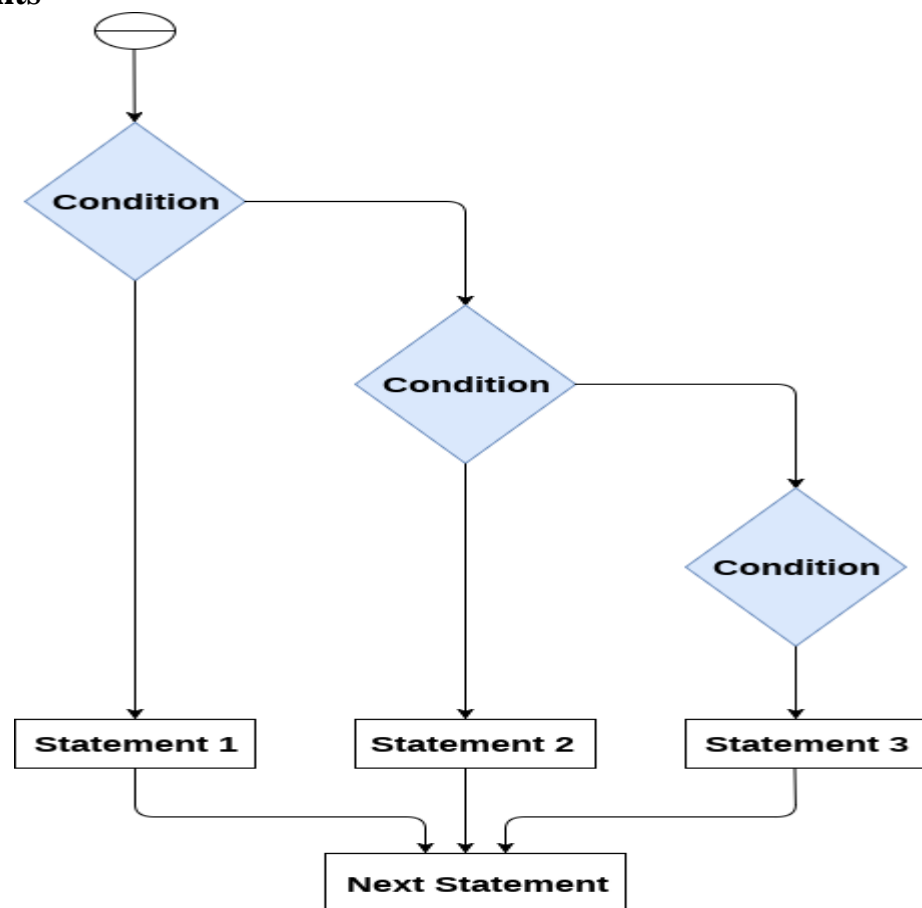 Condition
Condition
Condition
Statement 1
Statement 2
Statement 3
Next Statement